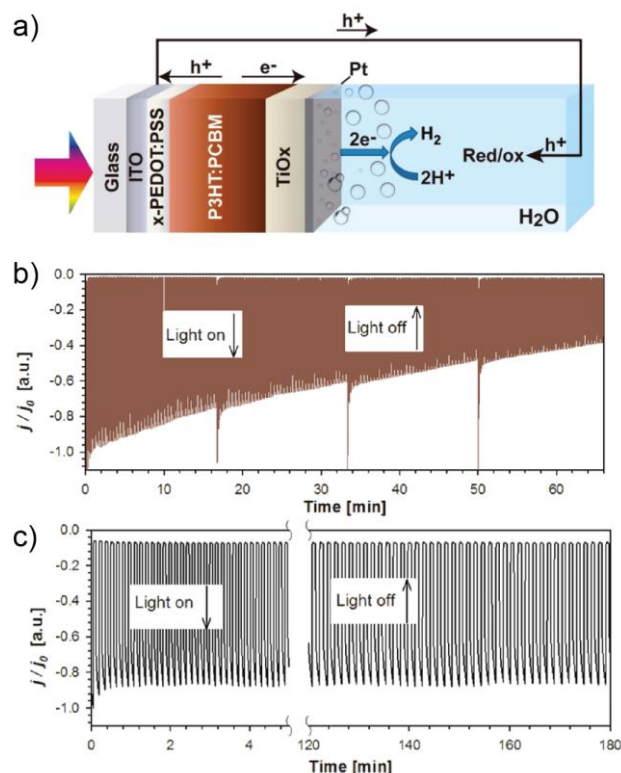 a)
h+
h+
e-
Pt
Glass
ITO
x-PEDOT:PSS
P3HT:PCBM
TiOx
2e-
H2
2H+
Red/ox
h+
H2O
b)
0.0
-0.2
-0.4
-0.6
-0.8
-1.0
j / j0 [a.u.]
Light on
Light off
0 10 20 30 40 50 60
Time [min]
c)
0.0
-0.2
-0.4
-0.6
-0.8
-1.0
j / j0 [a.u.]
Light on
Light off
0 2 4 120 140 160 180
Time [min]